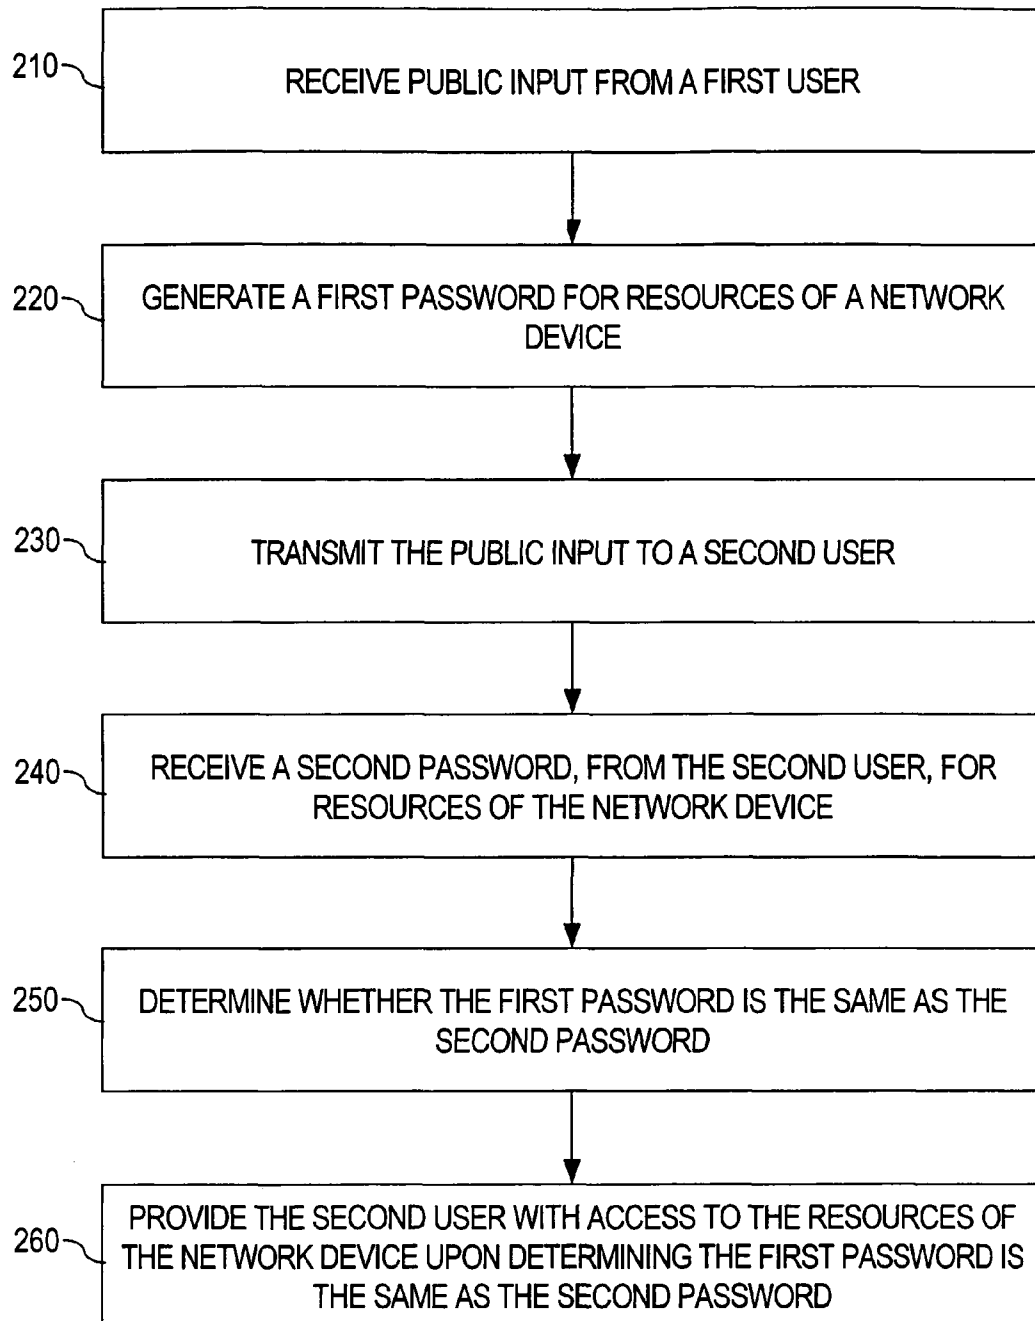 210
RECEIVE PUBLIC INPUT FROM A FIRST USER
220
GENERATE A FIRST PASSWORD FOR RESOURCES OF A NETWORK
DEVICE
230
TRANSMIT THE PUBLIC INPUT TO A SECOND USER
240
RECEIVE A SECOND PASSWORD, FROM THE SECOND USER, FOR
RESOURCES OF THE NETWORK DEVICE
250
DETERMINE WHETHER THE FIRST PASSWORD IS THE SAME AS THE
SECOND PASSWORD
260
PROVIDE THE SECOND USER WITH ACCESS TO THE RESOURCES OF
THE NETWORK DEVICE UPON DETERMINING THE FIRST PASSWORD IS
THE SAME AS THE SECOND PASSWORD